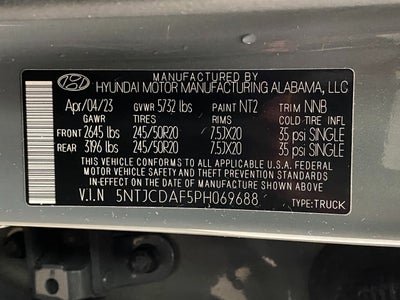 MANUFACTURED BY
HYUNDAI MOTOR MANUFACTURING ALABAMA, LLC
Apr/04/23 GVWR 5732 lbs PAINT NT2 TRIM NNB
GAWR TIRES RIMS COLD TIRE INFL
FRONT 2645 lbs 245/50R20 7.5JX20 35 psi SINGLE
REAR 3196 lbs 245/50R20 7.5JX20 35 psi SINGLE
THIS VEHICLE CONFORMS TO ALL APPLICABLE U.S.A. FEDERAL
MOTOR VEHICLE SAFETY, BUMPER, AND THEFT PREVENTION STANDARDS
IN EFFECT ON THE DATE OF MANUFACTURE SHOWN ABOVE.
V.I.N 5NTJCDAF5PH069688 TYPE:TRUCK